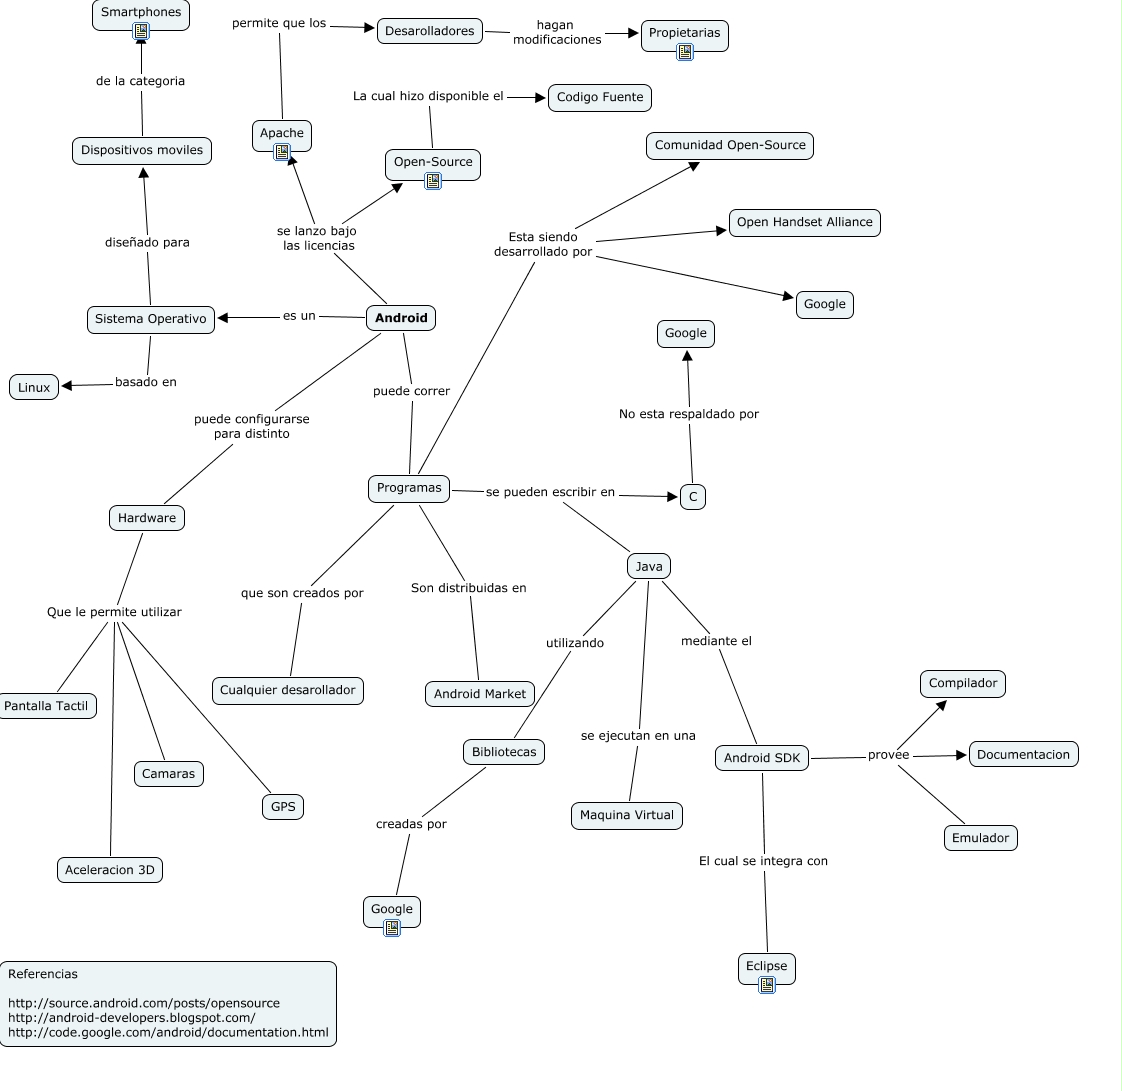 Smartphones
permite que los
Desarolladores
hagan
modificaciones
Propietarias
de la categoria
La cual hizo disponible el
Codigo Fuente
Apache
Dispositivos moviles
Open-Source
Comunidad Open-Source
Open Handset Alliance
diseñado para
se lanzo bajo
las licencias
Esta siendo
desarrollado por
Google
Sistema Operativo
es un
Android
Google
Linux
basado en
puede correr
No esta respaldado por
puede configurarse
para distinto
Programas
se pueden escribir en
C
Hardware
Java
que son creados por
Son distribuidas en
Que le permite utilizar
utilizando
mediante el
Compilador
Pantalla Tactil
Cualquier desarollador
Android Market
se ejecutan en una
Bibliotecas
Android SDK
provee
Documentacion
Camaras
GPS
Maquina Virtual
creadas por
Emulador
Aceleracion 3D
El cual se integra con
Google
Eclipse
Referencias
http://source.android.com/posts/opensource
http://android-developers.blogspot.com/
http://code.google.com/android/documentation.html